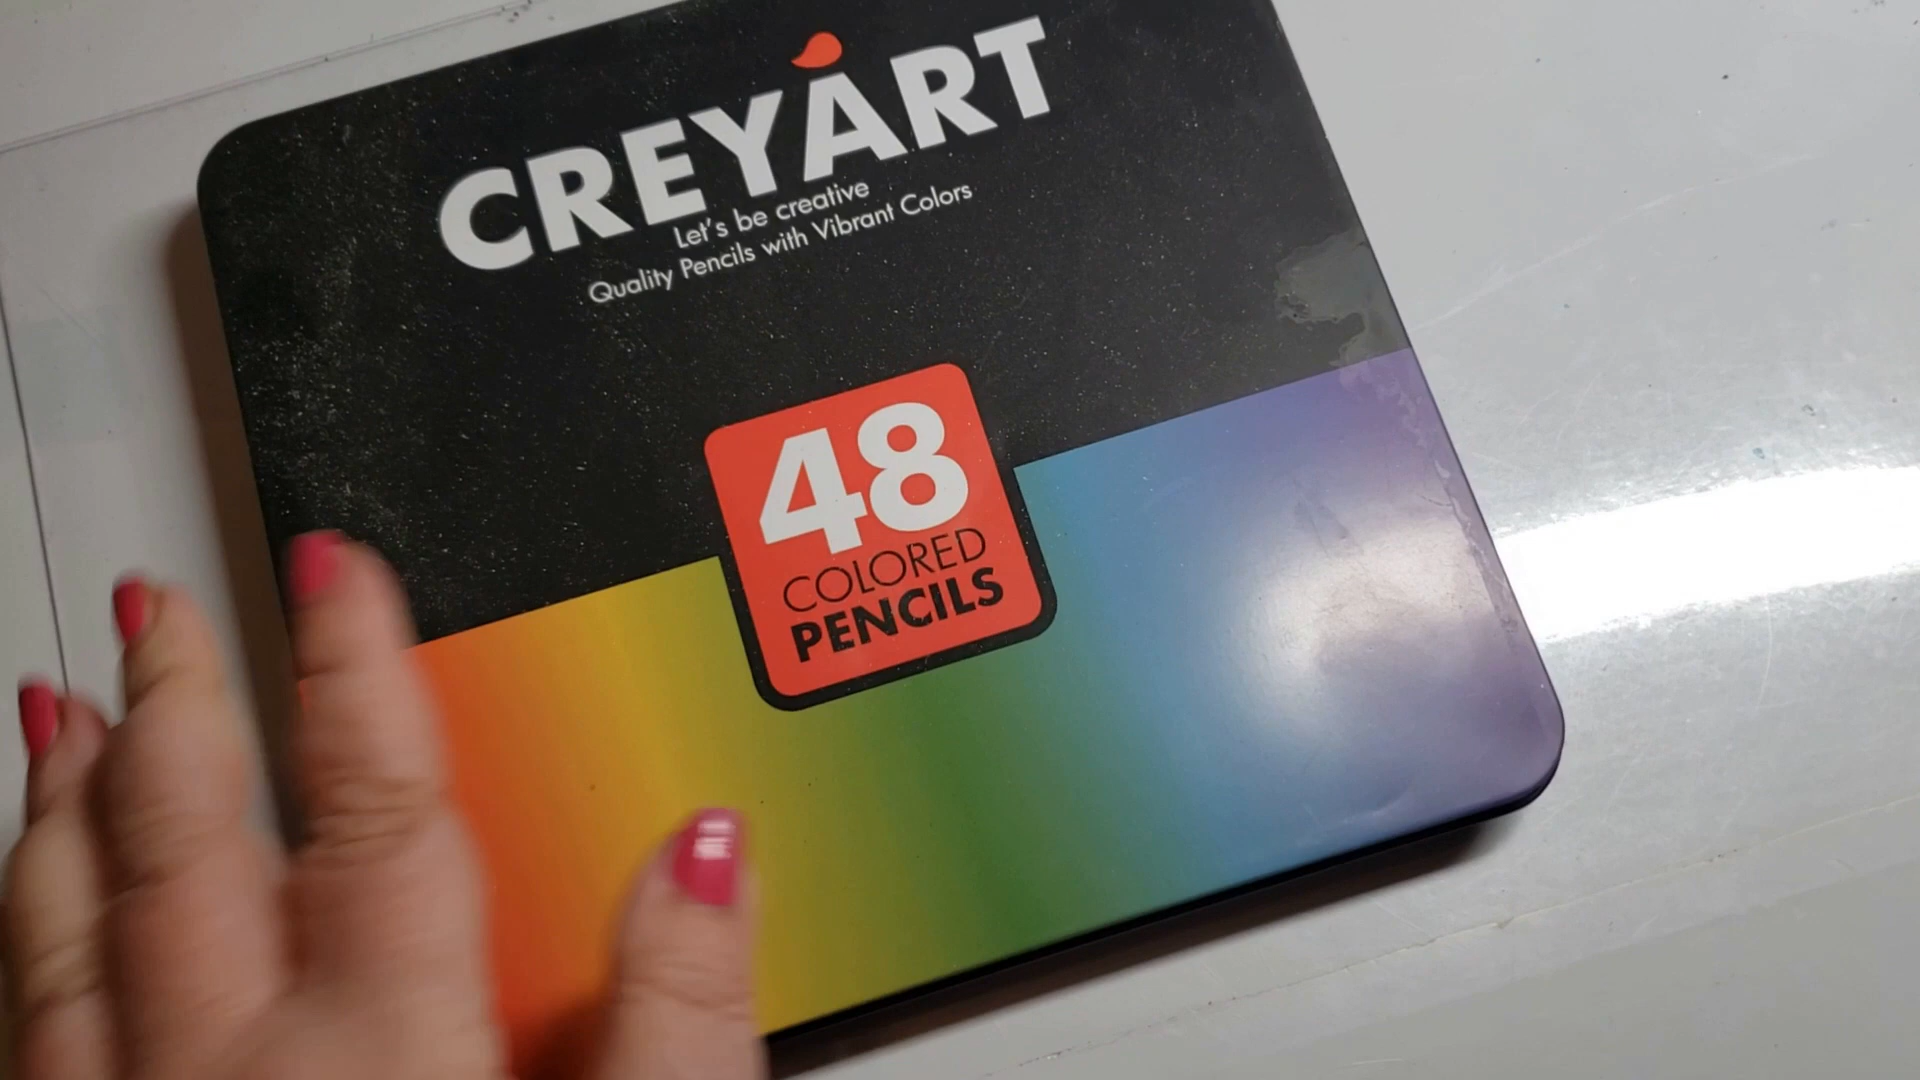 CREYART
Let's be creative
Quality Pencils with Vibrant Colors
48
COLORED
PENCILS